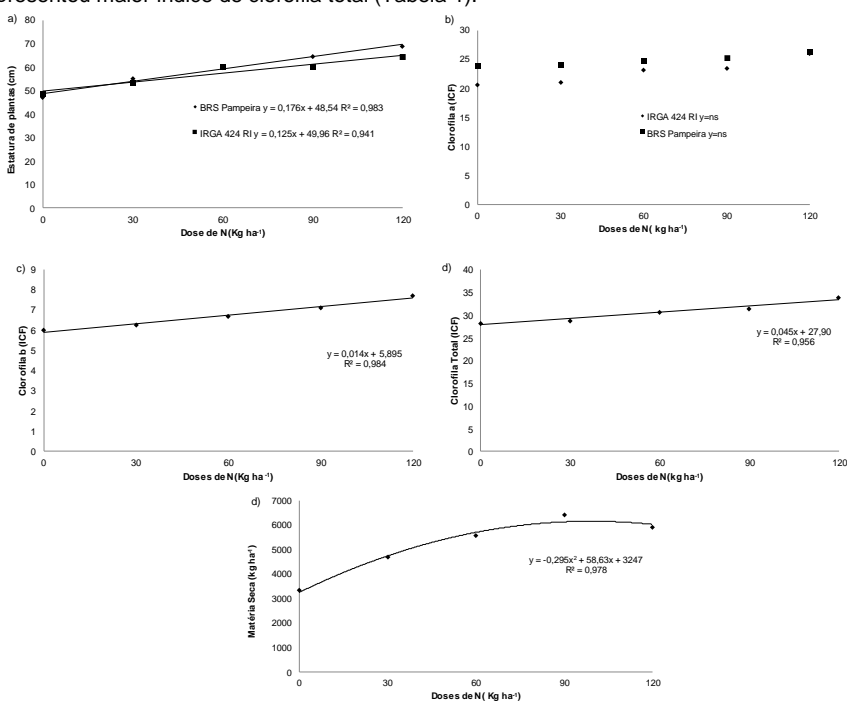 presentou maior índice de clorofila total (Tabela 1).
a)
80
70
60
50
40
30
20
10
0
Estatura de plantas (cm)
BRS Pampeira y = 0,176x + 48,54 R² = 0,983
IRGA 424 RI y = 0,125x + 49,96 R² = 0,941
0 30 60 90 120
Dose de N(Kg ha-¹)
b)
30
25
20
15
10
5
0
Clorofila a (ICF)
IRGA 424 RI y=ns
BRS Pampeira y=ns
0 30 60 90 120
Doses de N( kg ha-¹)
c)
9
8
7
6
5
4
3
2
1
0
Clorofila b (ICF)
y = 0,014x + 5,895
R² = 0,984
0 30 60 90 120
Doses de N(Kg ha-¹)
d)
40
35
30
25
20
15
10
5
0
Clorofila Total (ICF)
y = 0,045x + 27,90
R² = 0,956
0 30 60 90 120
Doses de N(Kg ha-¹)
d)
7000
6000
5000
4000
3000
2000
1000
0
Matéria Seca (kg ha-¹)
y = -0,295x² + 58,63x + 3247
R² = 0,978
0 30 60 90 120
Doses de N( Kg ha-¹)